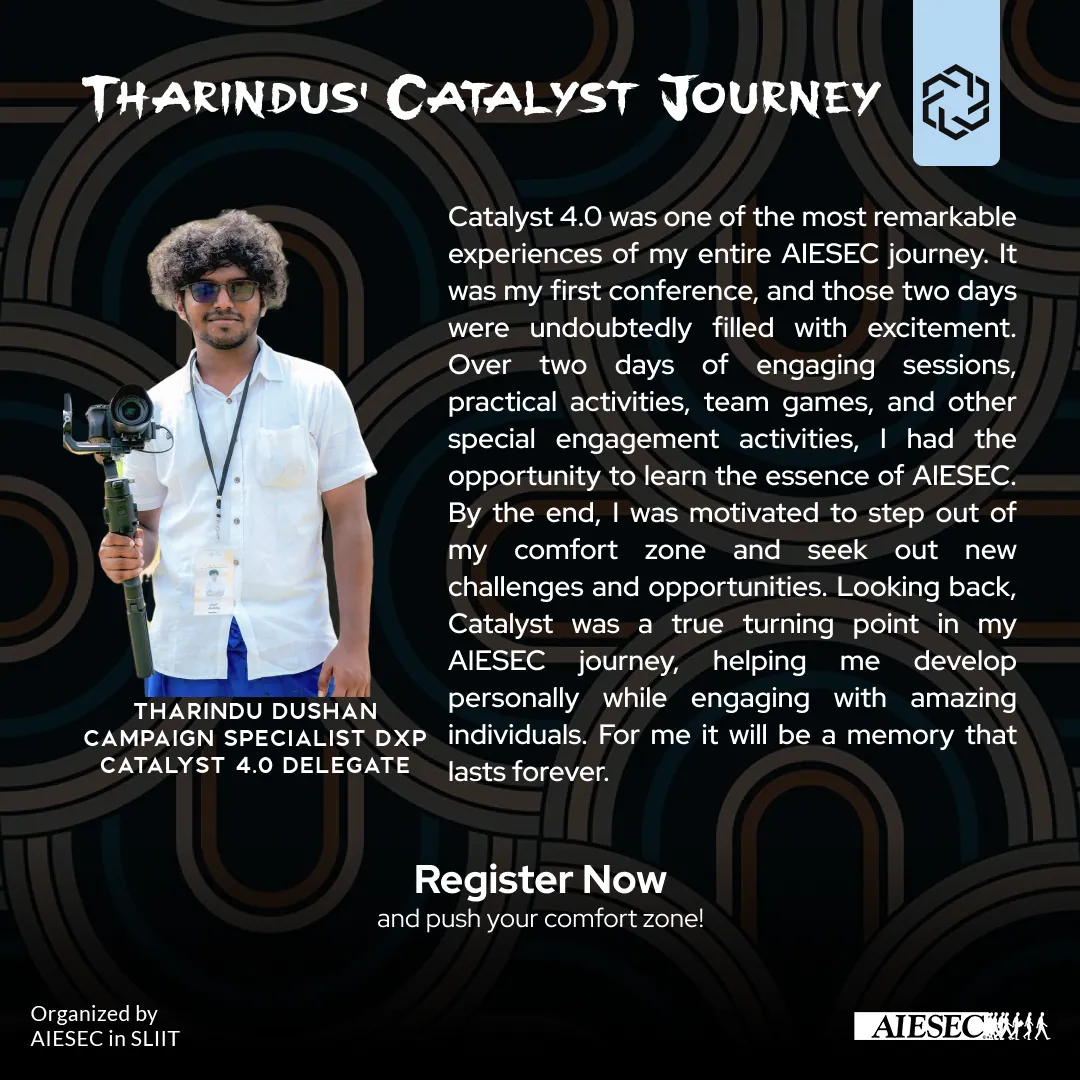 THARINDUS' CATALYST JOURNEY
Catalyst 4.0 was one of the most remarkable
experiences of my entire AIESEC journey. It
was my first conference, and those two days
were undoubtedly filled with excitement.
Over two days of engaging sessions,
practical activities, team games, and other
special engagement activities, I had the
opportunity to learn the essence of AIESEC.
By the end, I was motivated to step out of
my comfort zone and seek out new
challenges and opportunities. Looking back,
Catalyst was a true turning point in my
AIESEC journey, helping me develop
personally while engaging with amazing
individuals. For me it will be a memory that
lasts forever.
THARINDU DUSHAN
CAMPAIGN SPECIALIST DXP
CATALYST 4.0 DELEGATE
Register Now
and push your comfort zone!
Organized by
AIESEC in SLIIT
AIESEC